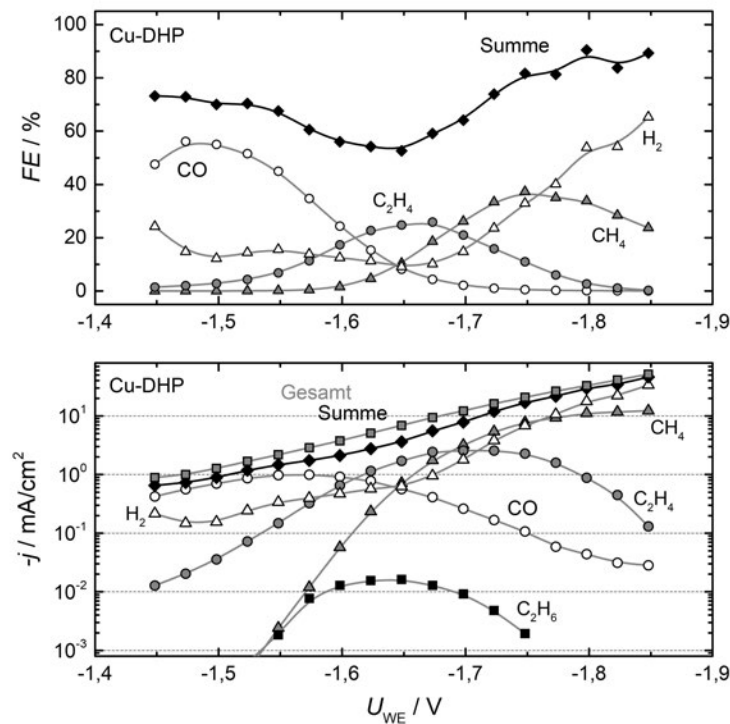 100
80
60
40
20
0
FE / %
Cu-DHP
Summe
CO
C₂H₄
H₂
CH₄
-1,4 -1,5 -1,6 -1,7 -1,8 -1,9
10¹
10⁰
10⁻¹
10⁻²
10⁻³
-j / mA/cm²
Cu-DHP
Gesamt
Summe
CH₄
C₂H₄
H₂
CO
C₂H₆
-1,4 -1,5 -1,6 -1,7 -1,8 -1,9
U_WE / V